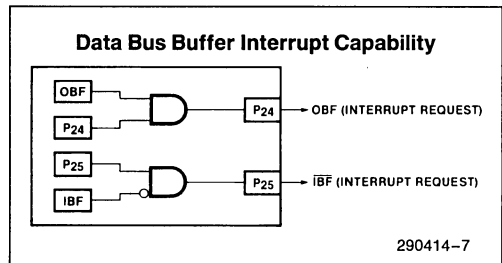 Data Bus Buffer Interrupt Capability
OBF
P24
P24
OBF (INTERRUPT REQUEST)
P25
IBF
P25
IBF (INTERRUPT REQUEST)
290414-7